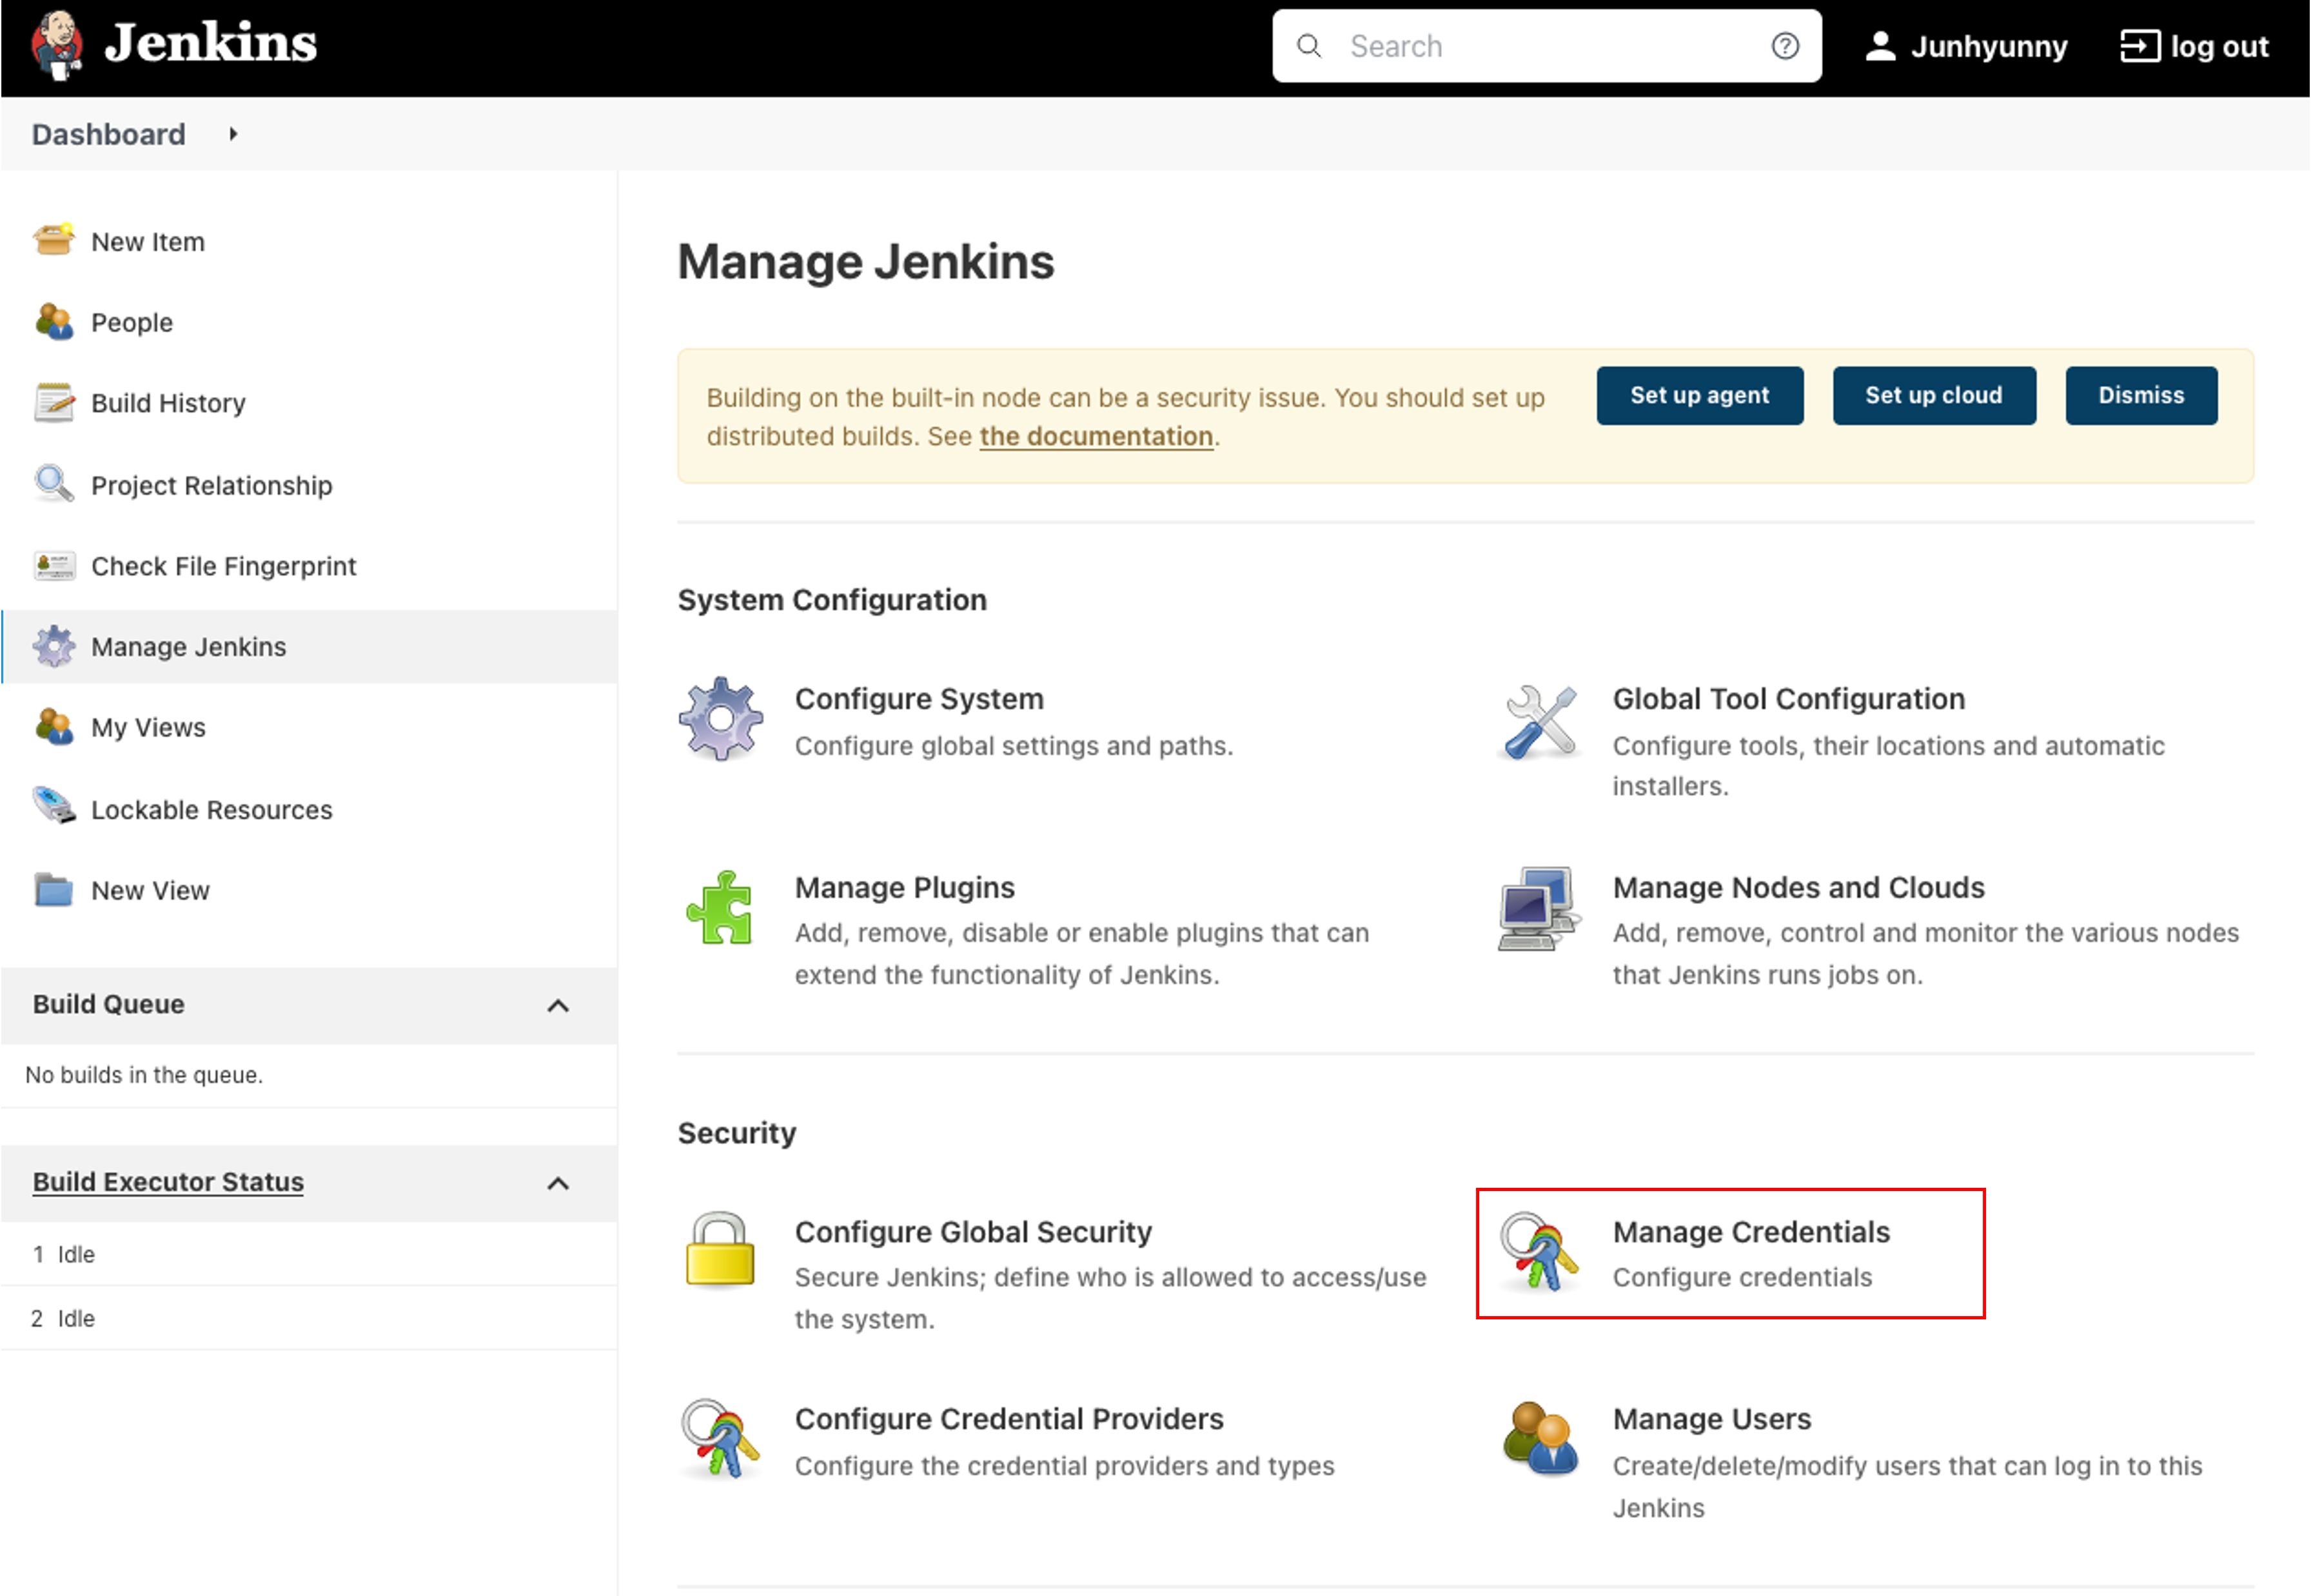 Jenkins
Search
Junhyunny
log out
Dashboard
New Item
People
Build History
Project Relationship
Check File Fingerprint
Manage Jenkins
My Views
Lockable Resources
New View
Build Queue
No builds in the queue.
Build Executor Status
1 Idle
2 Idle
Manage Jenkins
Building on the built-in node can be a security issue. You should set up
distributed builds. See the documentation.
Set up agent
Set up cloud
Dismiss
System Configuration
Configure System
Configure global settings and paths.
Global Tool Configuration
Configure tools, their locations and automatic
installers.
Manage Plugins
Add, remove, disable or enable plugins that can
extend the functionality of Jenkins.
Manage Nodes and Clouds
Add, remove, control and monitor the various nodes
that Jenkins runs jobs on.
Security
Configure Global Security
Secure Jenkins; define who is allowed to access/use
the system.
Manage Credentials
Configure credentials
Configure Credential Providers
Configure the credential providers and types
Manage Users
Create/delete/modify users that can log in to this
Jenkins